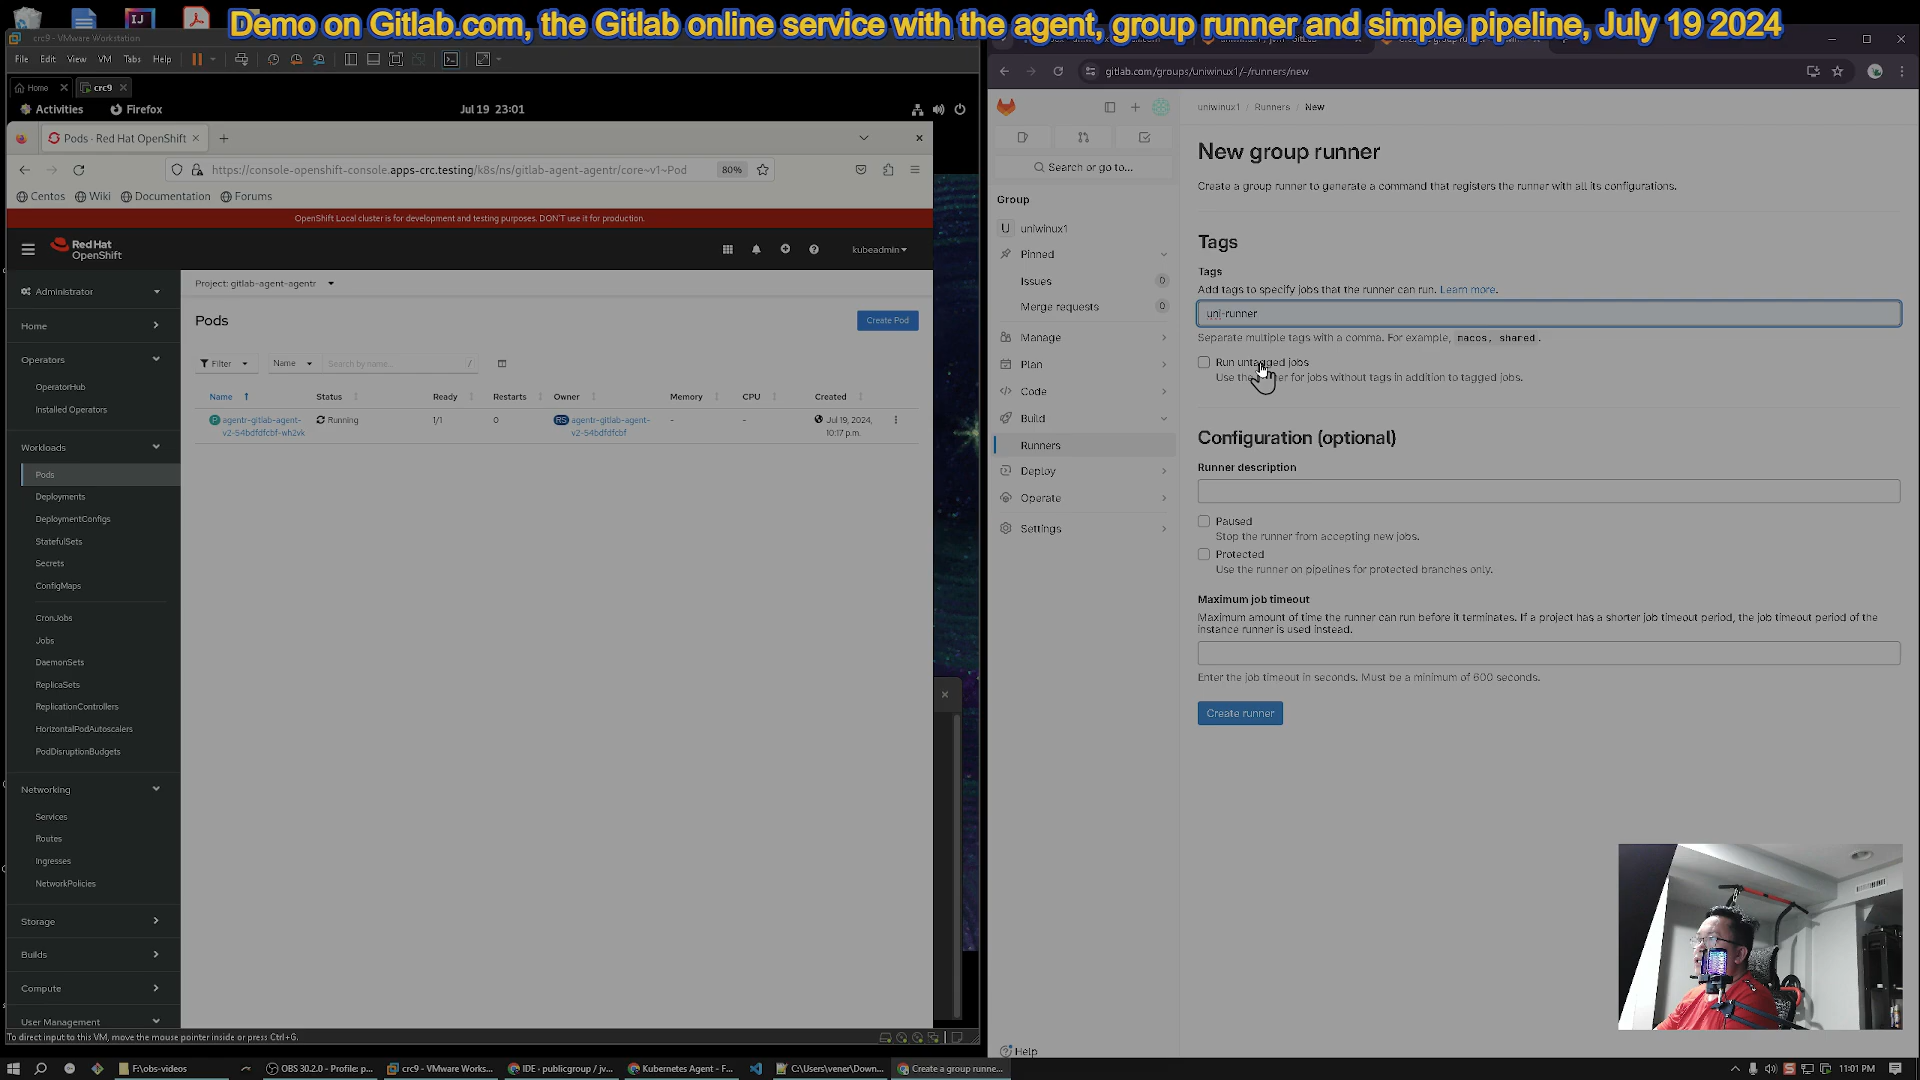 Demo on Gitlab.com, the Gitlab online service with the agent, group runner and simple pipeline, July 19 2024
crc9 - VMware Workstation
File Edit View VM Tabs Help
Home crc9
Activities Firefox Jul 19 23:01
Pods · Red Hat OpenShift
https://console-openshift-console.apps-crc.testing/k8s/ns/gitlab-agent-agentr/core~v1~Pod 80%
Centos Wiki Documentation Forums
OpenShift Local cluster is for development and testing purposes. DON'T use it for production.
Red Hat
OpenShift
kubeadmin
Administrator
Home
Operators
OperatorHub
Installed Operators
Workloads
Pods
Deployments
DeploymentConfigs
StatefulSets
Secrets
ConfigMaps
CronJobs
Jobs
DaemonSets
ReplicaSets
ReplicationControllers
HorizontalPodAutoscalers
PodDisruptionBudgets
Networking
Services
Routes
Ingresses
NetworkPolicies
Storage
Builds
Compute
User Management
Project: gitlab-agent-agentr
Pods
Create Pod
Filter Name Search by name... /
Name Status Ready Restarts Owner Memory CPU Created
P agentr-gitlab-agent- Running 1/1 0 RS agentr-gitlab-agent- - - Jul 19, 2024,
v2-54bdfdfcbf-wh2vk v2-54bdfdfcbf 10:17 p.m.
To direct input to this VM, move the mouse pointer inside or press Ctrl+G.
gitlab.com/groups/uniwinux1/-/runners/new
Search or go to...
Group
U uniwinux1
Pinned
Issues 0
Merge requests 0
Manage
Plan
Code
Build
Runners
Deploy
Operate
Settings
Help
uniwinux1 / Runners / New
New group runner
Create a group runner to generate a command that registers the runner with all its configurations.
Tags
Tags
Add tags to specify jobs that the runner can run. Learn more.
uni-runner
Separate multiple tags with a comma. For example, macos, shared.
Run untagged jobs
Use the runner for jobs without tags in addition to tagged jobs.
Configuration (optional)
Runner description
Paused
Stop the runner from accepting new jobs.
Protected
Use the runner on pipelines for protected branches only.
Maximum job timeout
Maximum amount of time the runner can run before it terminates. If a project has a shorter job timeout period, the job timeout period of the
instance runner is used instead.
Enter the job timeout in seconds. Must be a minimum of 600 seconds.
Create runner
F:\obs-videos OBS 30.2.0 - Profile: p... crc9 - VMware Worksto... IDE · publicgroup / jv... Kubernetes Agent - F... C:\Users\vener\Down... Create a group runne... 11:01 PM